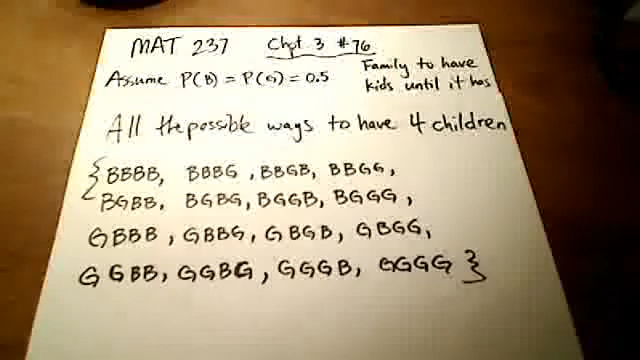 MAT 237 Chpt 3 #76
Assume P(B) = P(G) = 0.5
Family to have
kids until it has
All the possible ways to have 4 children
{ BBBB, BBBG, BBGB, BBGG,
BGBB, BGBG, BGGB, BGGG,
GBBB, GBBG, GBGB, GBGG,
GGBB, GGBG, GGGB, GGGG }